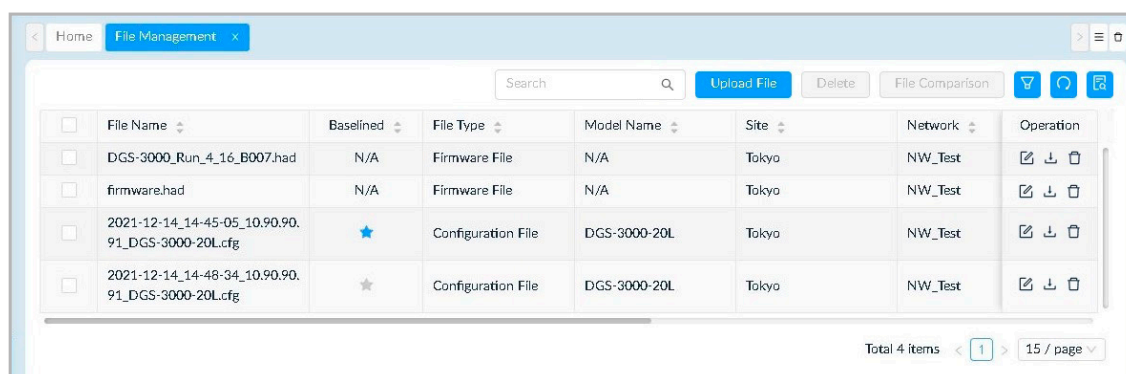 Home File Management ×
Search Upload File Delete File Comparison
File Name Baselined File Type Model Name Site Network Operation
DGS-3000_Run_4_16_B007.had N/A Firmware File N/A Tokyo NW_Test
firmware.had N/A Firmware File N/A Tokyo NW_Test
2021-12-14_14-45-05_10.90.90.
91_DGS-3000-20L.cfg Configuration File DGS-3000-20L Tokyo NW_Test
2021-12-14_14-48-34_10.90.90.
91_DGS-3000-20L.cfg Configuration File DGS-3000-20L Tokyo NW_Test
Total 4 items < 1 > 15 / page